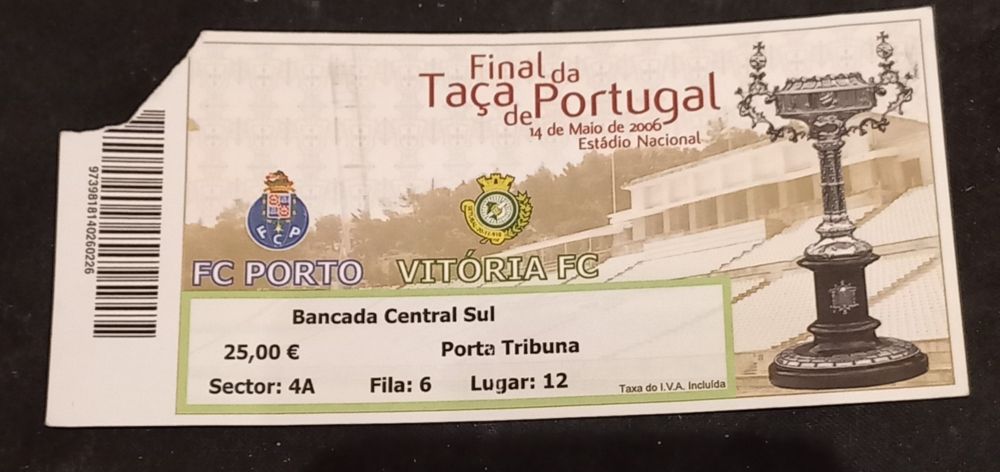 Final da
Taça de Portugal
14 de Maio de 2006
Estádio Nacional
9739818140260226
FCP
FC PORTO
VITÓRIA FC
Bancada Central Sul
25,00 €
Porta Tribuna
Sector: 4A
Fila: 6
Lugar: 12
Taxa do I.V.A. Incluída